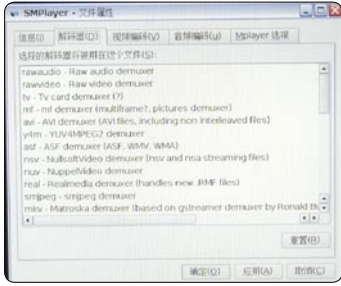 SMPlayer - 文件属性
信息(I) 解码器(D) 视频编码(V) 音频编码(u) Mplayer 选项
选择的解码器将被用在这个文件(S):
rawaudio - Raw audio demuxer
rawvideo - Raw video demuxer
tv - Tv card demuxer (?)
mf - mf demuxer (multiframe?, pictures demuxer)
avi - AVI demuxer (AVI files, including non interleaved files)
y4m - YUV4MPEG2 demuxer
asf - ASF demuxer (ASF, WMV, WMA)
nsv - NullsoftVideo demuxer (nsv and nsa streaming files)
nuv - NuppelVideo demuxer
real - Realmedia demuxer (handles new .RMF files)
smjpeg - smjpeg demuxer
mkv - Matroska demuxer (based on gstreamer demuxer by Ronald B
重置(R)
确定(O) 应用(A) 取消(C)